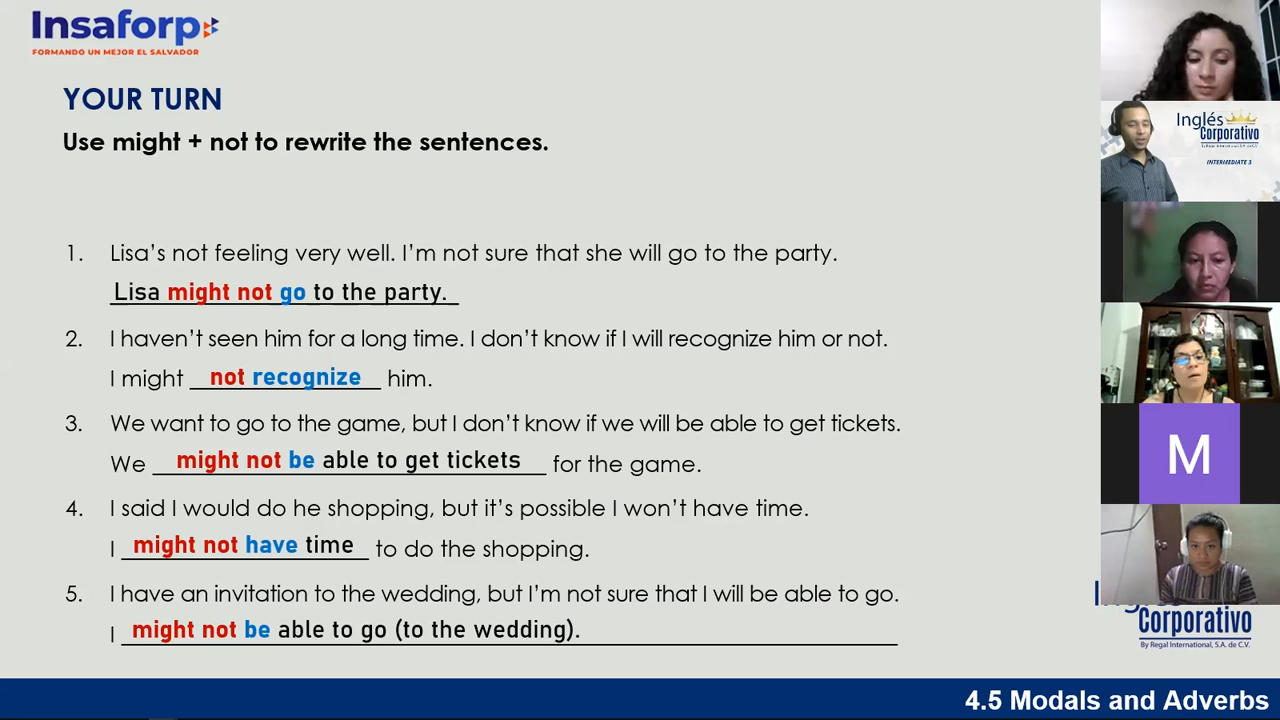 Insaforp
FORMANDO UN MEJOR EL SALVADOR
YOUR TURN
Use might + not to rewrite the sentences.
1. Lisa's not feeling very well. I'm not sure that she will go to the party.
Lisa might not go to the party.
2. I haven't seen him for a long time. I don't know if I will recognize him or not.
I might not recognize him.
3. We want to go to the game, but I don't know if we will be able to get tickets.
We might not be able to get tickets for the game.
4. I said I would do he shopping, but it's possible I won't have time.
I might not have time to do the shopping.
5. I have an invitation to the wedding, but I'm not sure that I will be able to go.
I might not be able to go (to the wedding).
Inglés
Corporativo
INTERMEDIATE 3
M
Corporativo
By Regal International, S.A. de C.V.
4.5 Modals and Adverbs